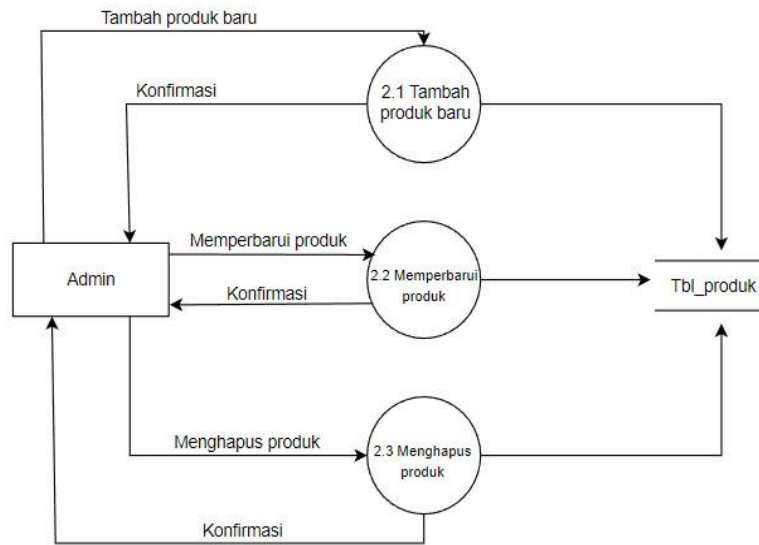 Tambah produk baru
Konfirmasi
2.1 Tambah
produk baru
Memperbarui produk
Admin
2.2 Memperbarui
produk
Konfirmasi
Tbl_produk
Menghapus produk
2.3 Menghapus
produk
Konfirmasi